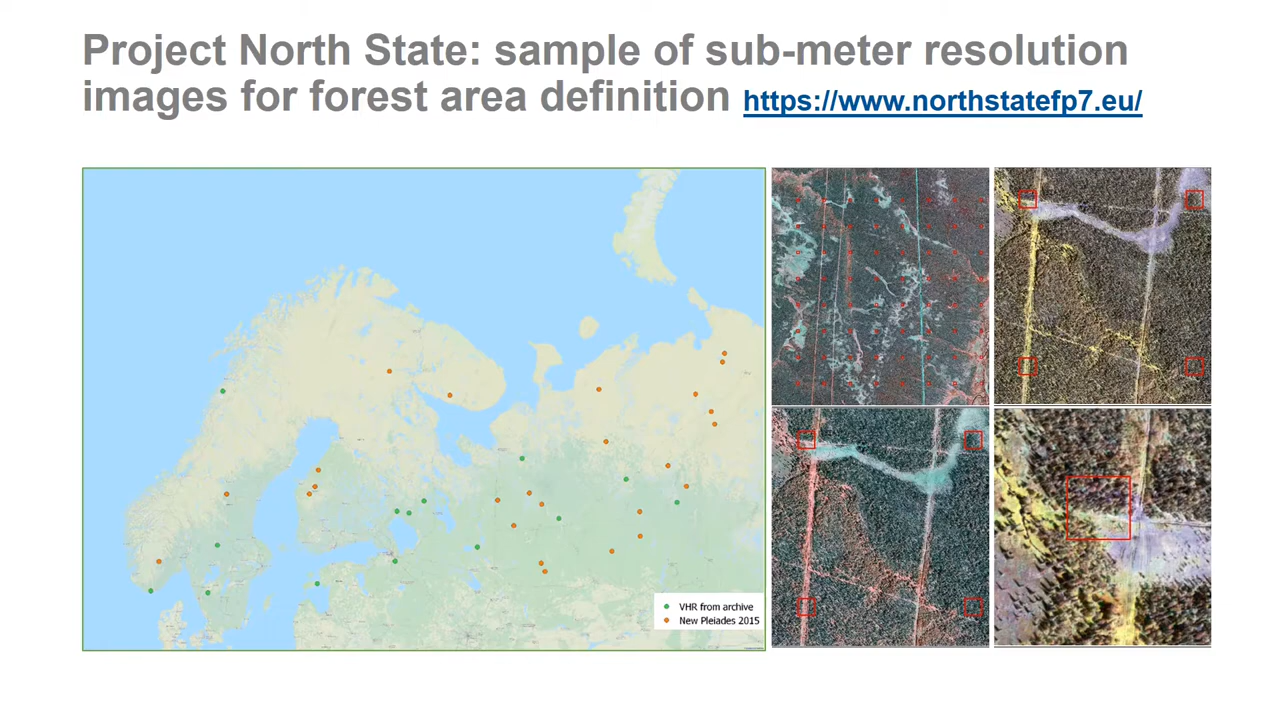 Project North State: sample of sub-meter resolution
images for forest area definition https://www.northstatefp7.eu/
VHR from archive
New Pleiades 2015